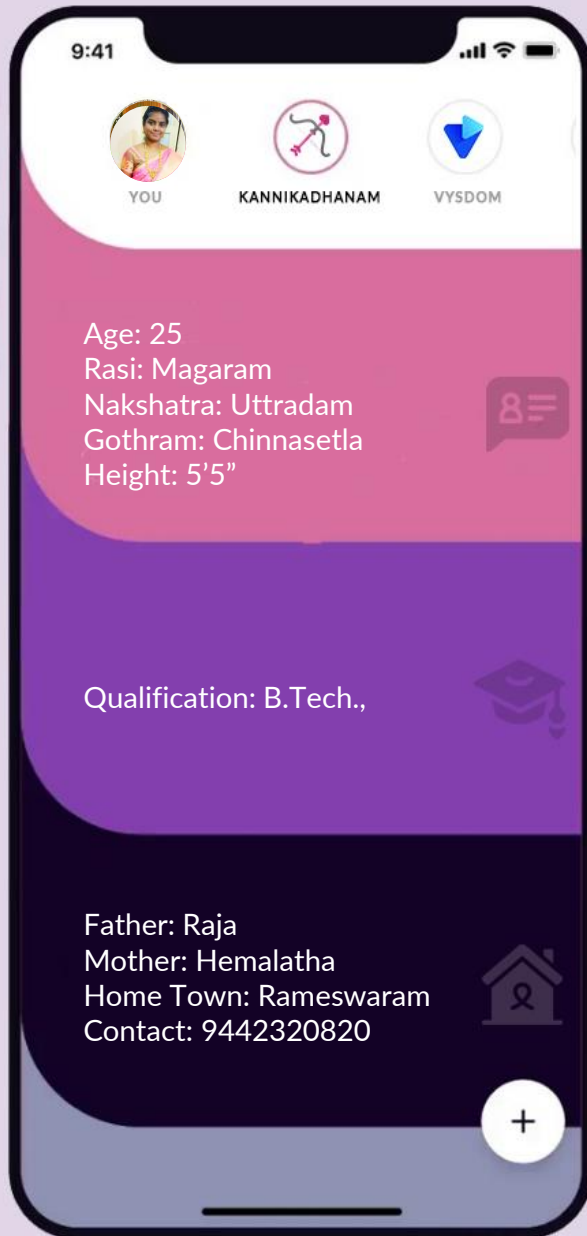 9:41
YOU
KANNIKADHANAM
VYSDOM
Age: 25
Rasi: Magaram
Nakshatra: Uttradam
Gothram: Chinnasetla
Height: 5’5”
Qualification: B.Tech.,
Father: Raja
Mother: Hemalatha
Home Town: Rameswaram
Contact: 9442320820
+